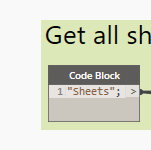 Get all sh
Code Block
1 "Sheets"; >